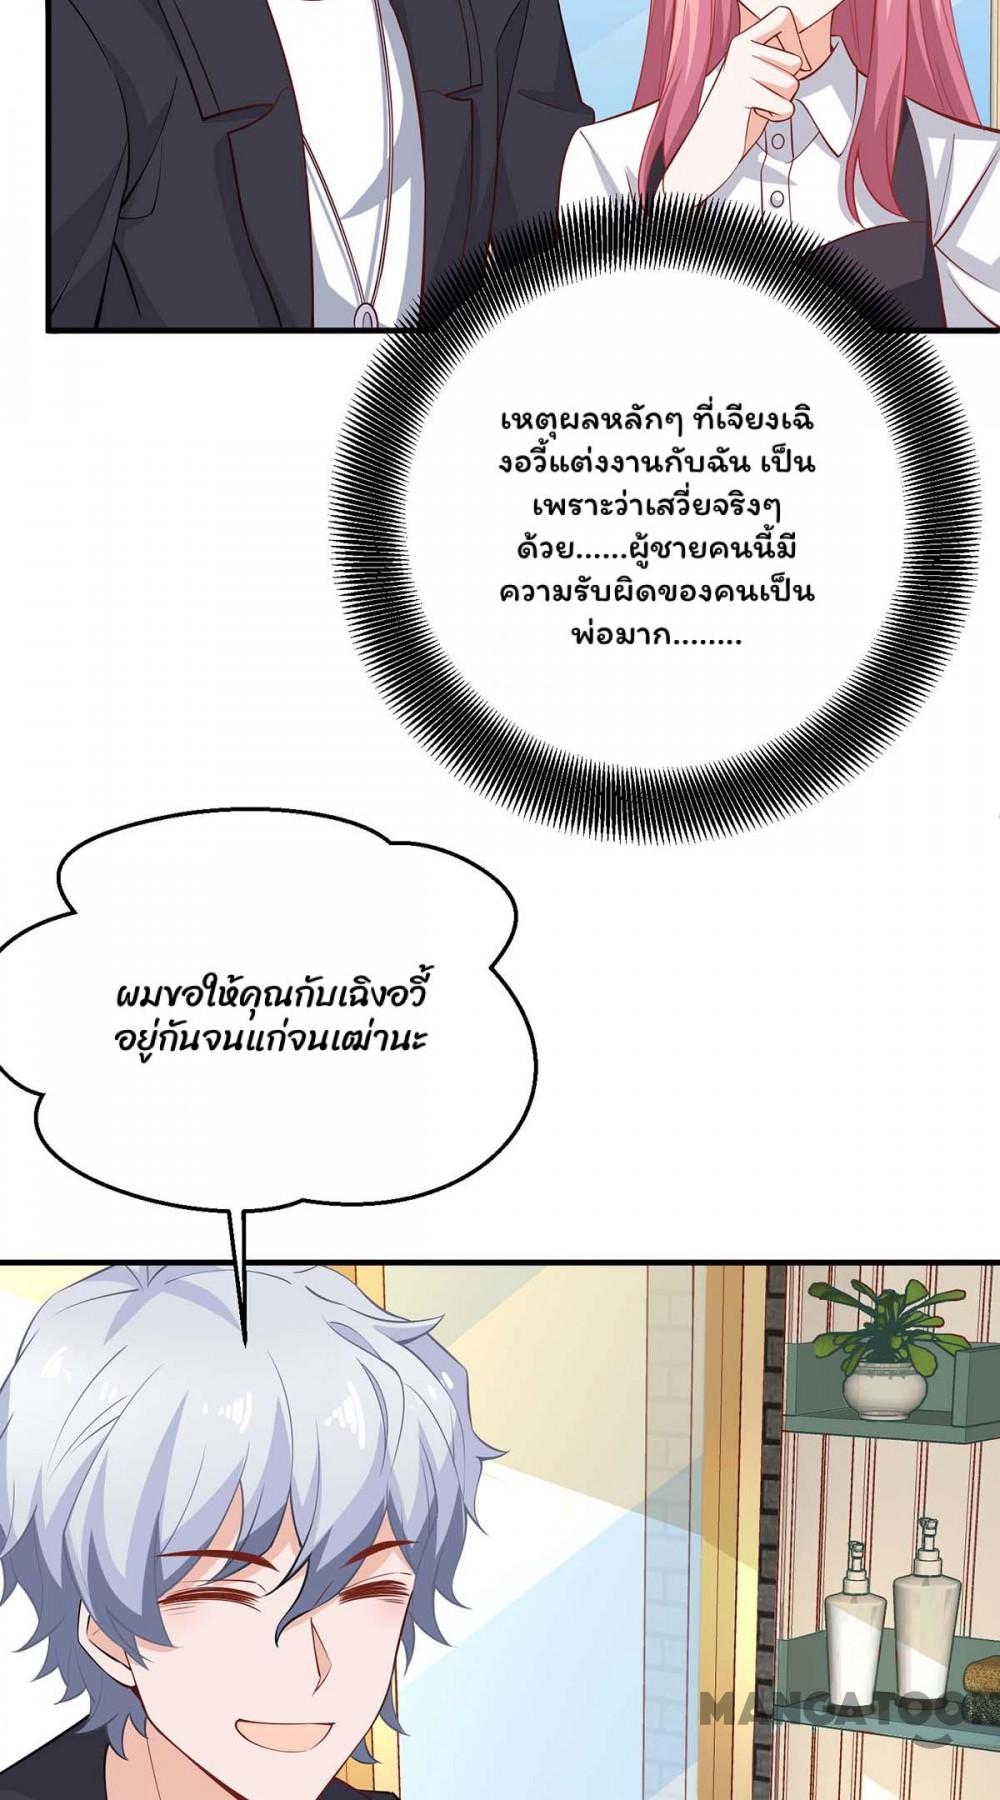 เหตุผลหลักๆ ที่เจียงเฉิ
งอวี้แต่งงานกับฉัน เป็น
เพราะว่าเสวี่ยจริงๆ
ด้วย......ผู้ชายคนนี้มี
ความรับผิดของคนเป็น
พ่อมาก........
ผมขอให้คุณกับเฉิงอวี้
อยู่กันจนแก่จนเฒ่านะ
MANGATOON